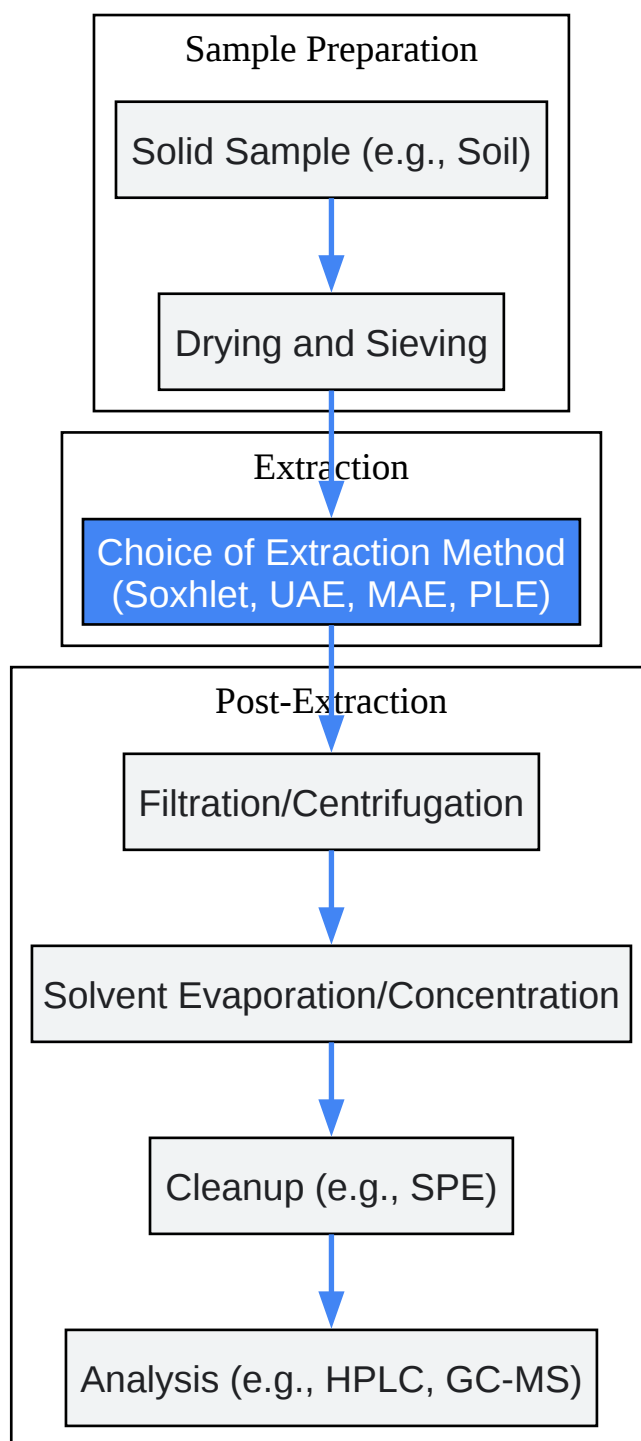 Sample Preparation
Solid Sample (e.g., Soil)
Drying and Sieving
Extraction
Choice of Extraction Method
(Soxhlet, UAE, MAE, PLE)
Post-Extraction
Filtration/Centrifugation
Solvent Evaporation/Concentration
Cleanup (e.g., SPE)
Analysis (e.g., HPLC, GC-MS)